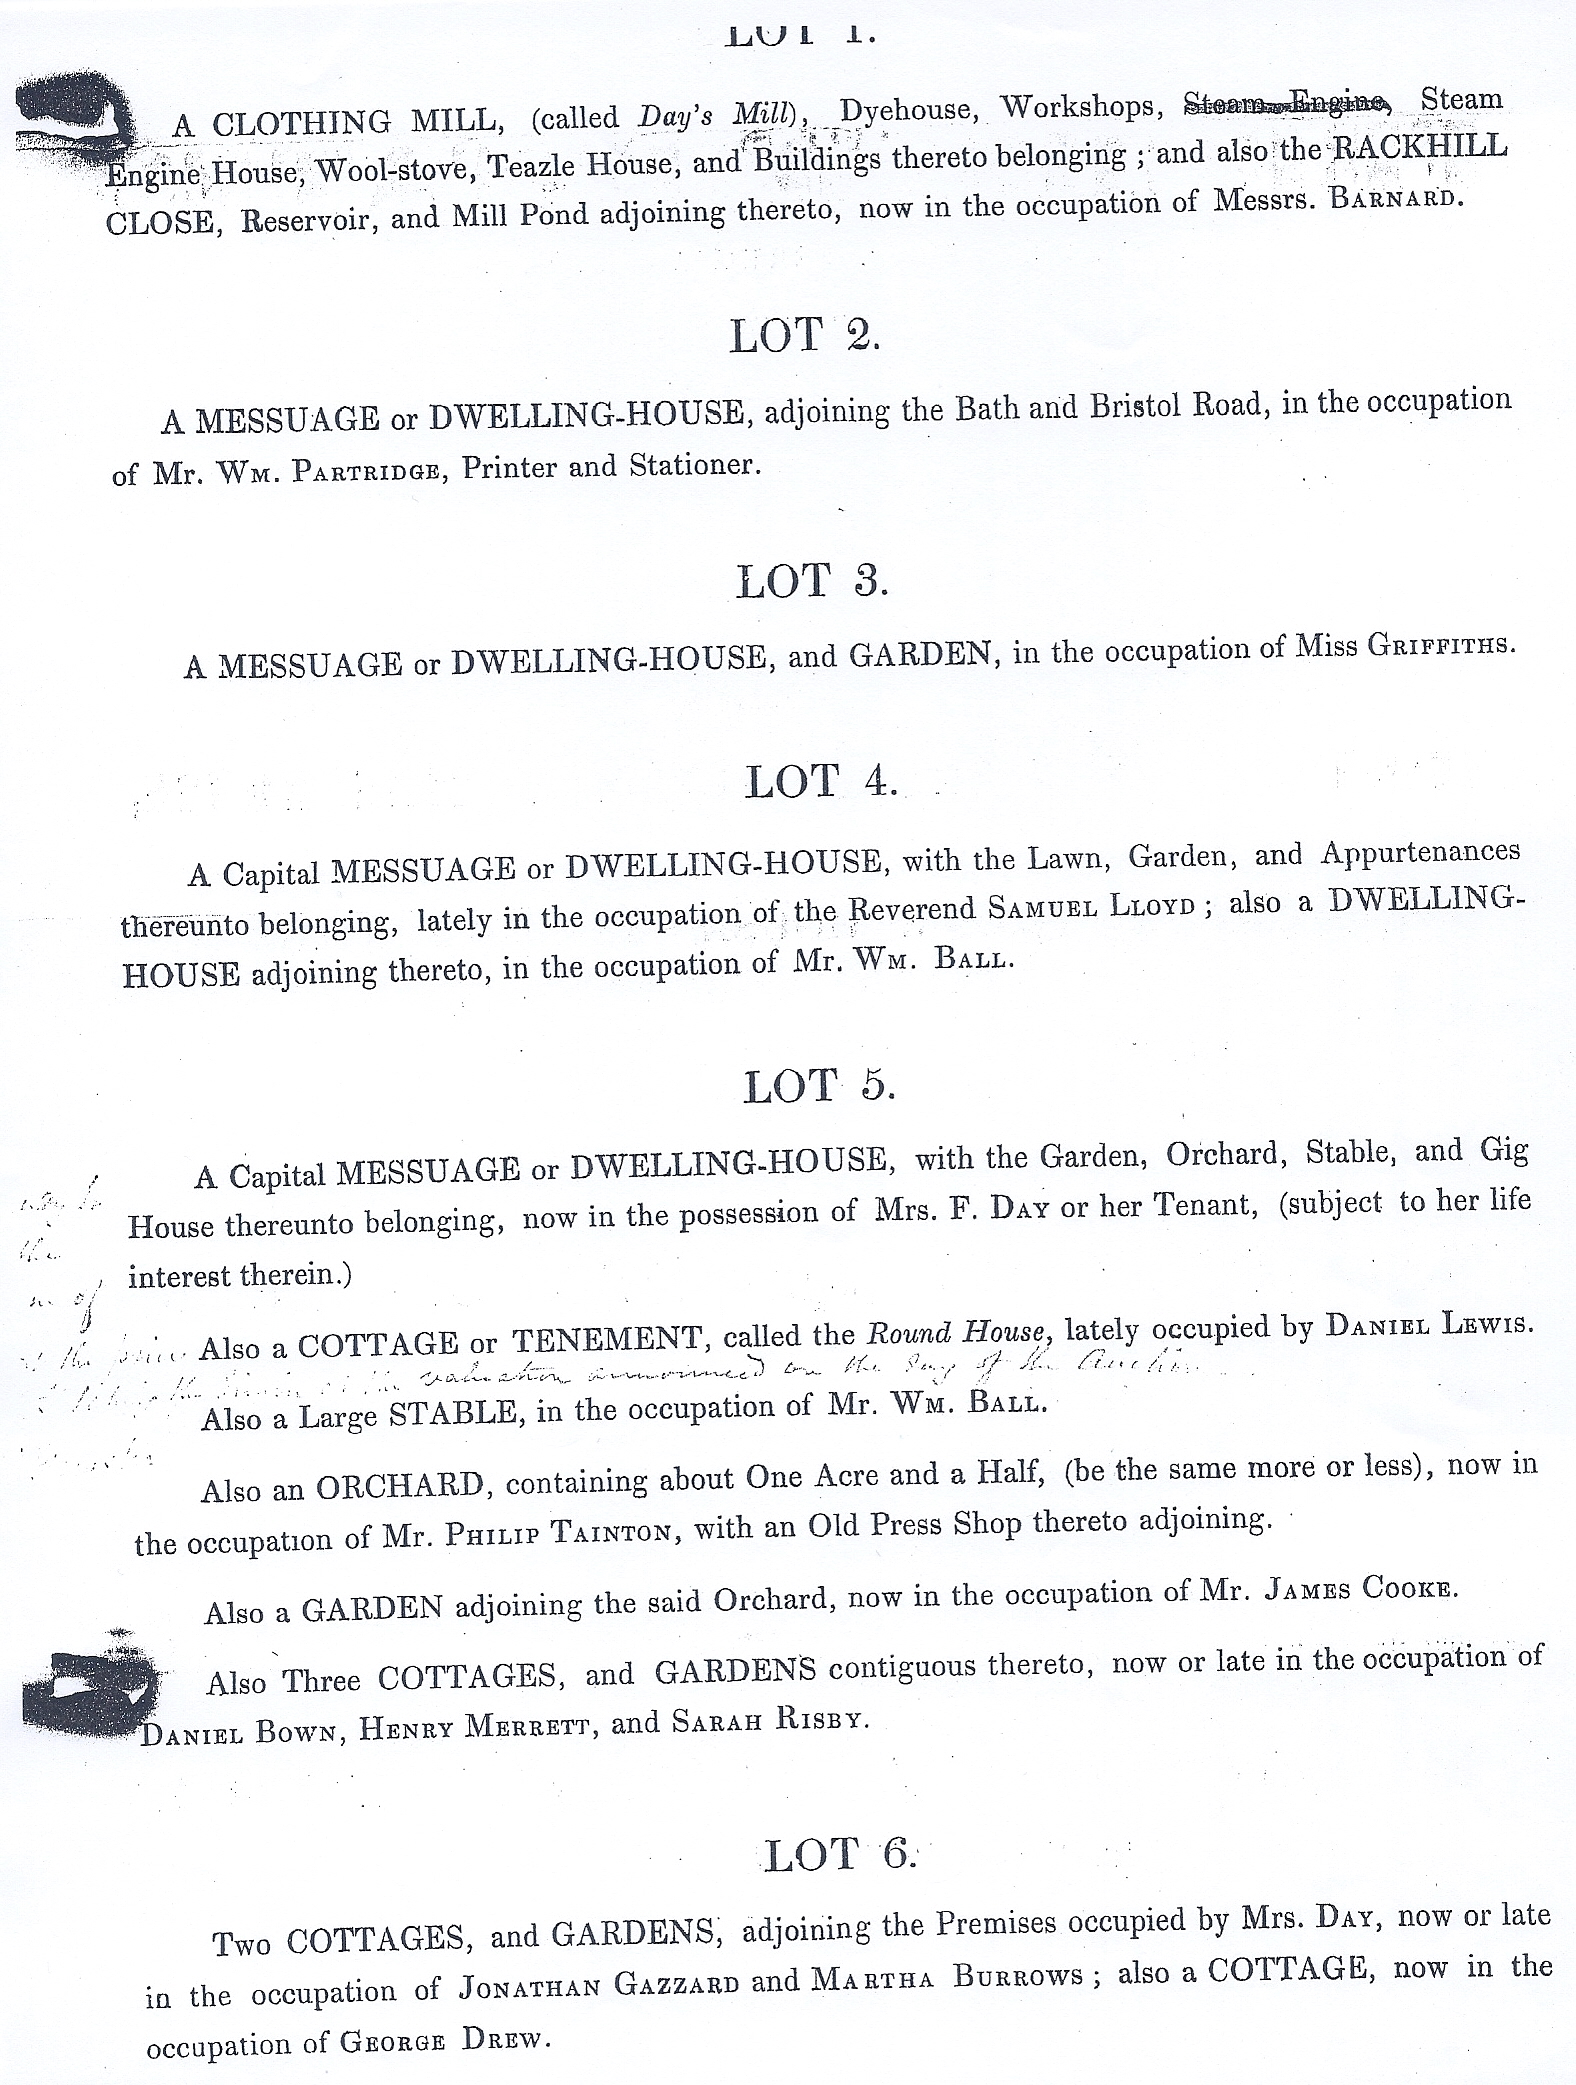 LOT 1.
A CLOTHING MILL, (called Day's Mill), Dyehouse, Workshops, Steam Engine, Steam
Engine House, Wool-stove, Teazle House, and Buildings thereto belonging ; and also the RACKHILL
CLOSE, Reservoir, and Mill Pond adjoining thereto, now in the occupation of Messrs. BARNARD.
LOT 2.
A MESSUAGE or DWELLING-HOUSE, adjoining the Bath and Bristol Road, in the occupation
of Mr. WM. PARTRIDGE, Printer and Stationer.
LOT 3.
A MESSUAGE or DWELLING-HOUSE, and GARDEN, in the occupation of Miss GRIFFITHS.
LOT 4.
A Capital MESSUAGE or DWELLING-HOUSE, with the Lawn, Garden, and Appurtenances
thereunto belonging, lately in the occupation of the Reverend SAMUEL LLOYD ; also a DWELLING-
HOUSE adjoining thereto, in the occupation of Mr. WM. BALL.
LOT 5.
A Capital MESSUAGE or DWELLING-HOUSE, with the Garden, Orchard, Stable, and Gig
House thereunto belonging, now in the possession of Mrs. F. DAY or her Tenant, (subject to her life
the
interest therein.)
of
Also a COTTAGE or TENEMENT, called the Round House, lately occupied by DANIEL LEWIS.
the
valuation announced on the day of the Auction
Also a Large STABLE, in the occupation of Mr. WM. BALL.
Also an ORCHARD, containing about One Acre and a Half, (be the same more or less), now in
the occupation of Mr. PHILIP TAINTON, with an Old Press Shop thereto adjoining.
Also a GARDEN adjoining the said Orchard, now in the occupation of Mr. JAMES COOKE.
Also Three COTTAGES, and GARDENS contiguous thereto, now or late in the occupation of
DANIEL BOWN, HENRY MERRETT, and SARAH RISBY.
LOT 6.
Two COTTAGES, and GARDENS, adjoining the Premises occupied by Mrs. DAY, now or late
in the occupation of JONATHAN GAZZARD and MARTHA BURROWS ; also a COTTAGE, now in the
occupation of GEORGE DREW.